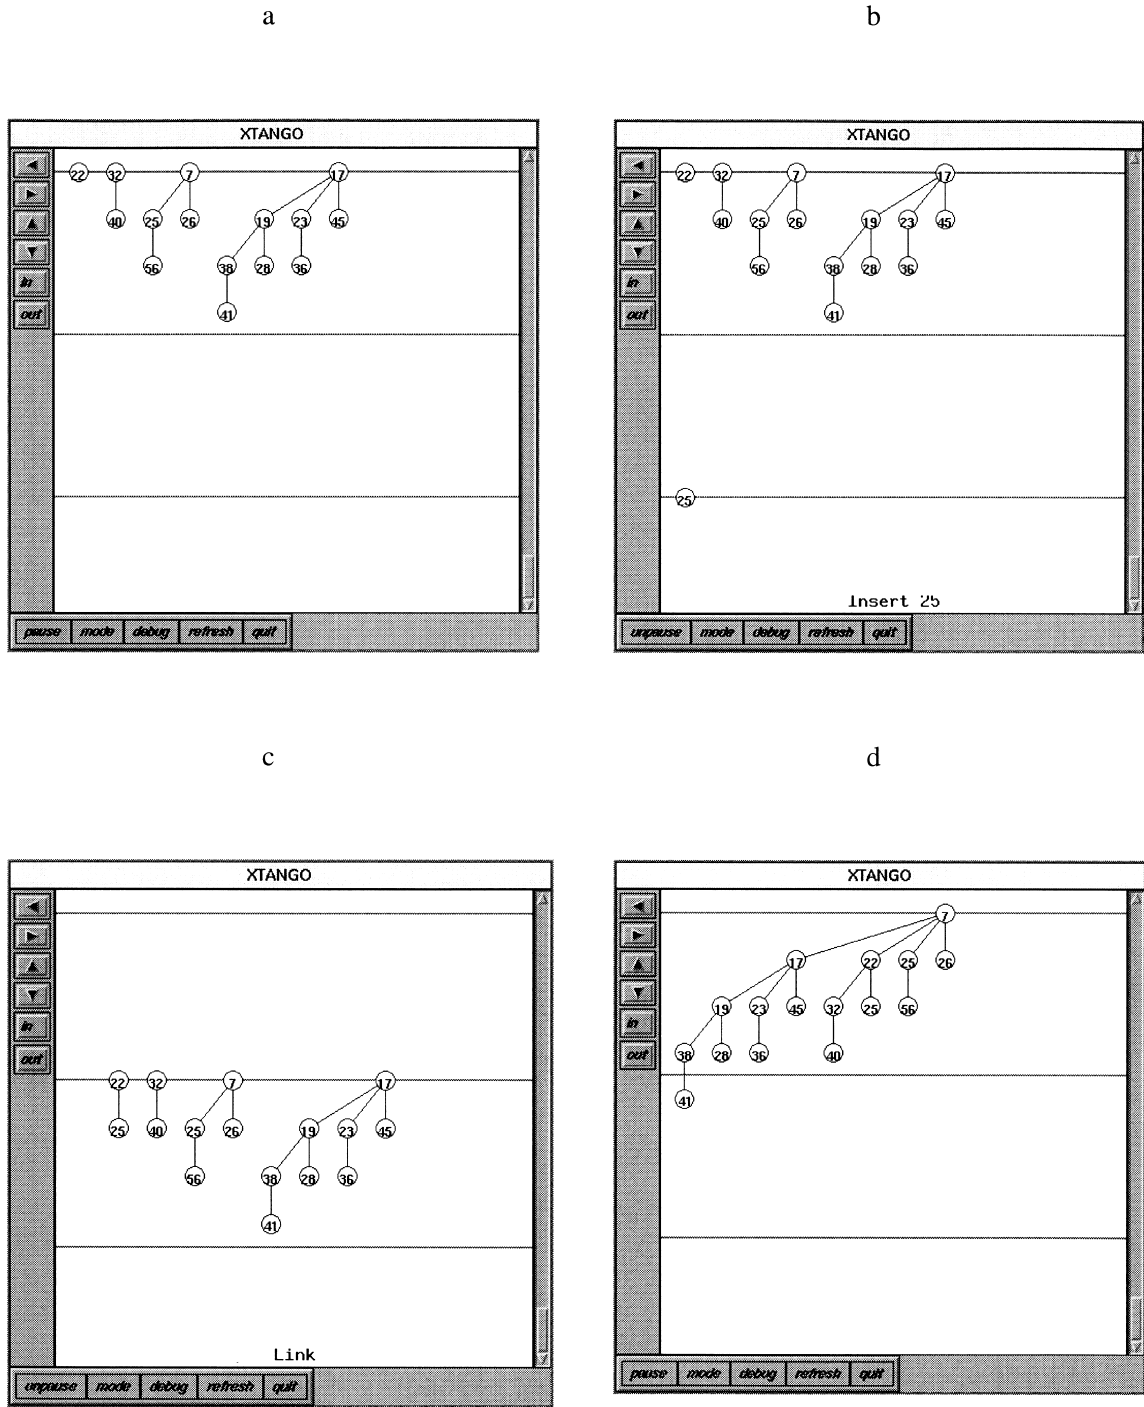 a b
XTANGO
22 32 7 17
40 25 26 19 23 45
56 38 28 36
41
in
out
pause mode debug refresh quit
XTANGO
22 32 7 17
40 25 26 19 23 45
56 38 28 36
41
in
out
25
Insert 25
unpause mode debug refresh quit
c d
XTANGO
in
out
22 32 7 17
25 40 25 26 19 23 45
56 38 28 36
41
Link
unpause mode debug refresh quit
XTANGO
7
17 22 25 26
19 23 45 32 25 56
38 28 36 40
41
in
out
pause mode debug refresh quit